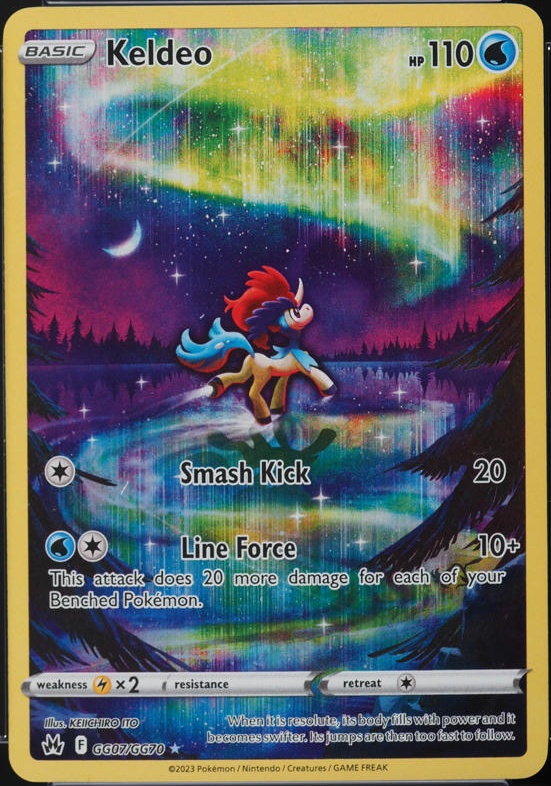 BASIC Keldeo HP 110
Smash Kick 20
Line Force 10+
This attack does 20 more damage for each of your
Benched Pokémon.
weakness ×2 resistance retreat
Illus. KEIICHIRO ITO
When it is resolute, its body fills with power and it
becomes swifter. Its jumps are then too fast to follow.
F GG07/GG70
©2023 Pokémon / Nintendo / Creatures / GAME FREAK